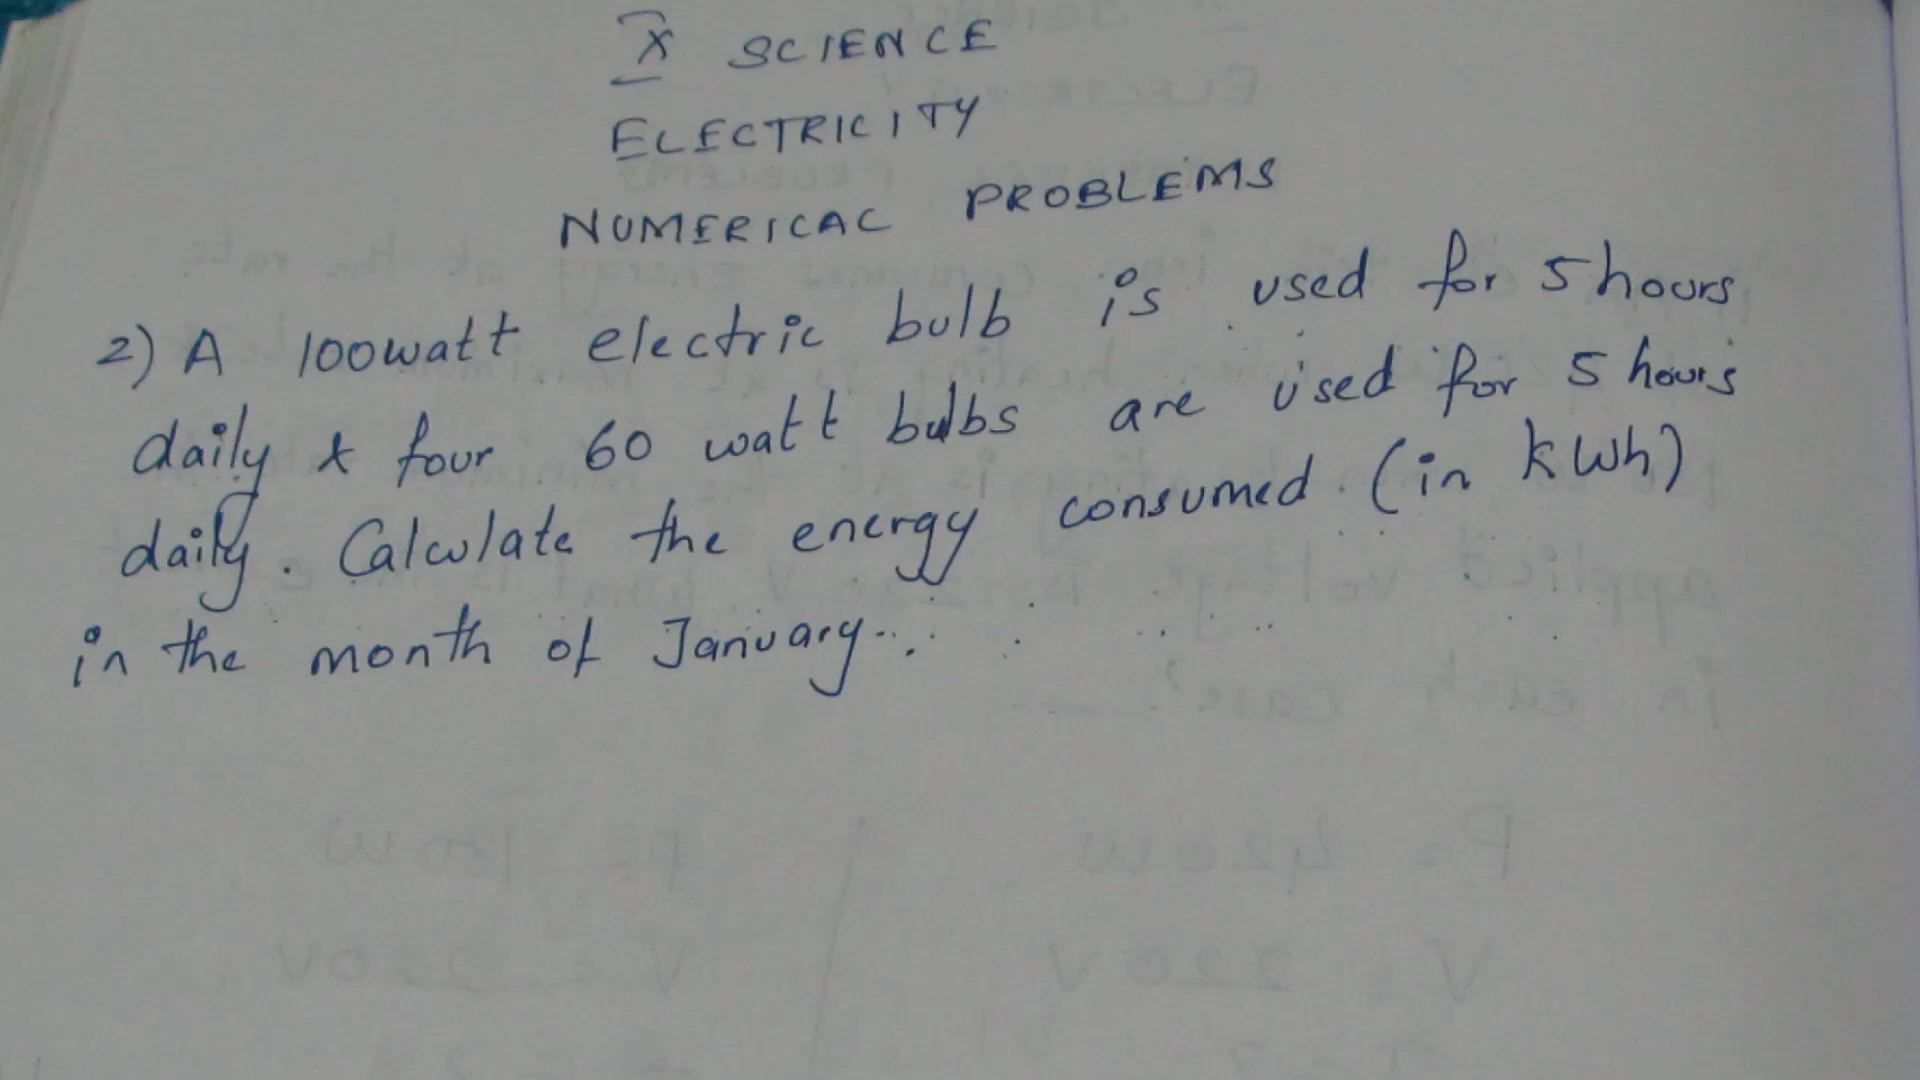 X SCIENCE
ELECTRICITY
NUMERICAL PROBLEMS
2) A 100watt electric bulb is used for 5 hours
daily & four 60 watt bulbs are used for 5 hours
daily. Calculate the energy consumed (in kWh)
in the month of January...